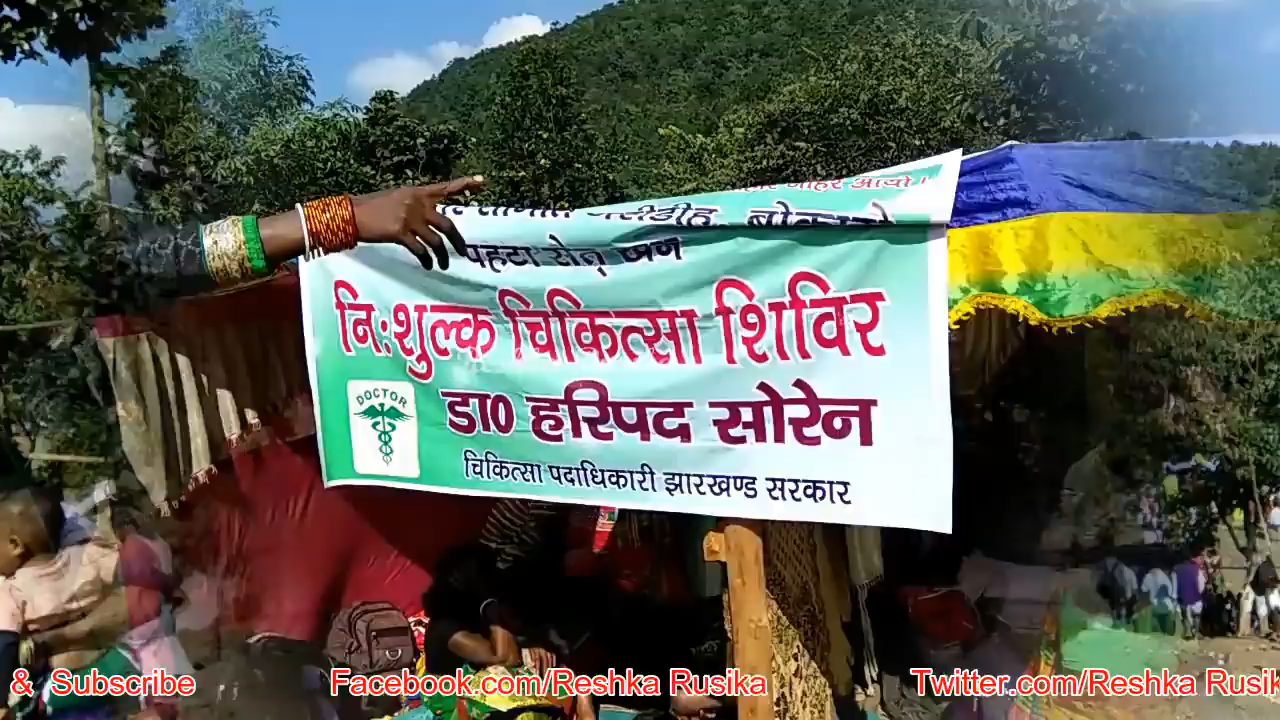 नि:शुल्क चिकित्सा शिविर
DOCTOR
डा0 हरिपद सोरेन
चिकित्सा पदाधिकारी झारखण्ड सरकार
& Subscribe Facebook.com/Reshka Rusika Twitter.com/Reshka Rusik